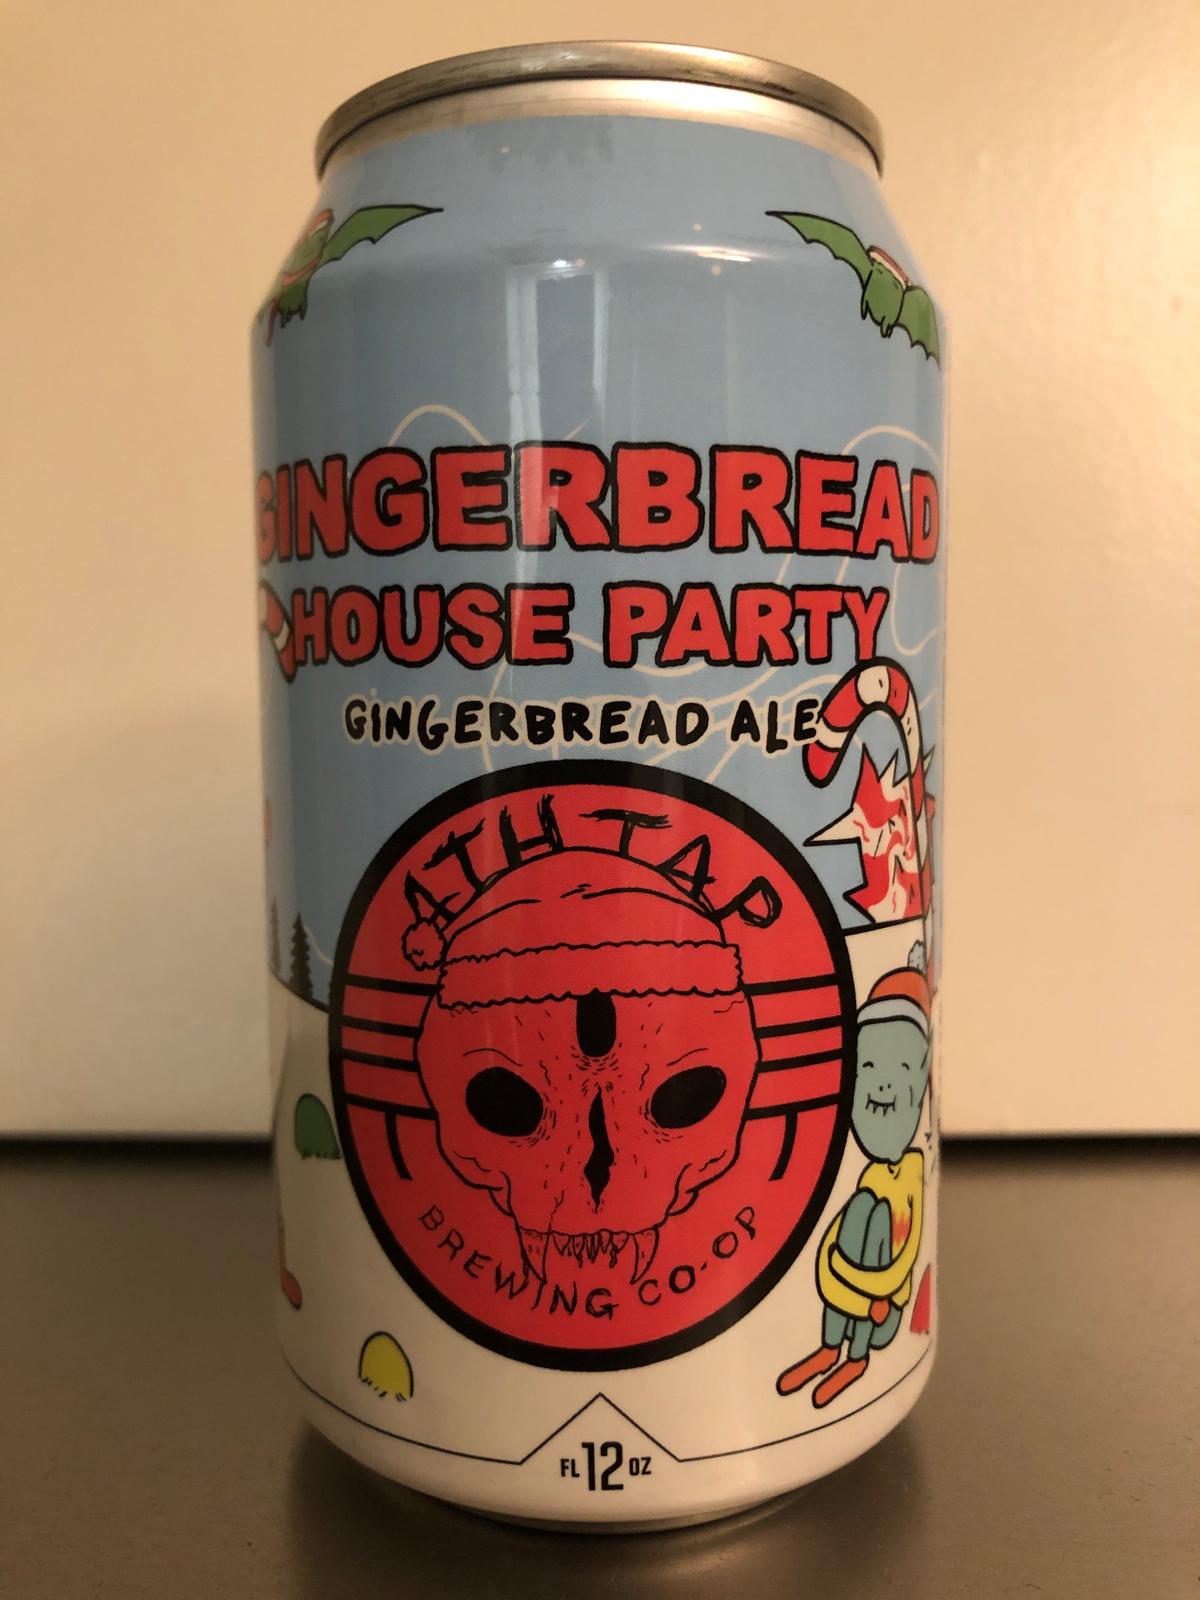 GINGERBREAD
HOUSE PARTY
GINGERBREAD ALE
4TH TAP
BREWING CO-OP
FL 12 OZ